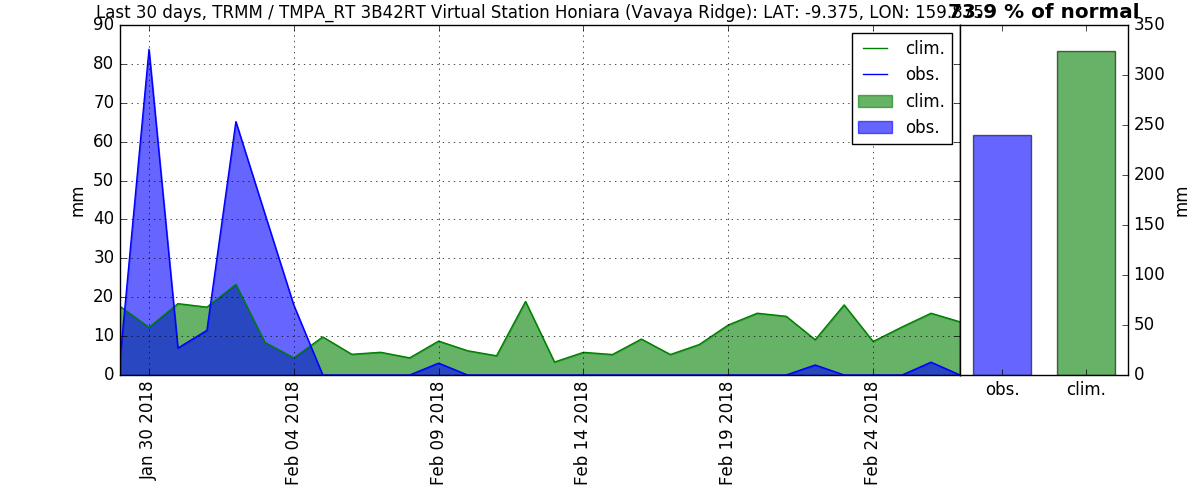 Last 30 days, TRMM / TMPA_RT 3B42RT Virtual Station Honiara (Vavaya Ridge): LAT: -9.375, LON:
73.9 % of normal
90
80
70
60
50
40
30
20
10
0
mm
clim.
obs.
clim.
obs.
Jan 30 2018
Feb 04 2018
Feb 09 2018
Feb 14 2018
Feb 19 2018
Feb 24 2018
350
300
250
200
150
100
50
0
mm
obs.
clim.